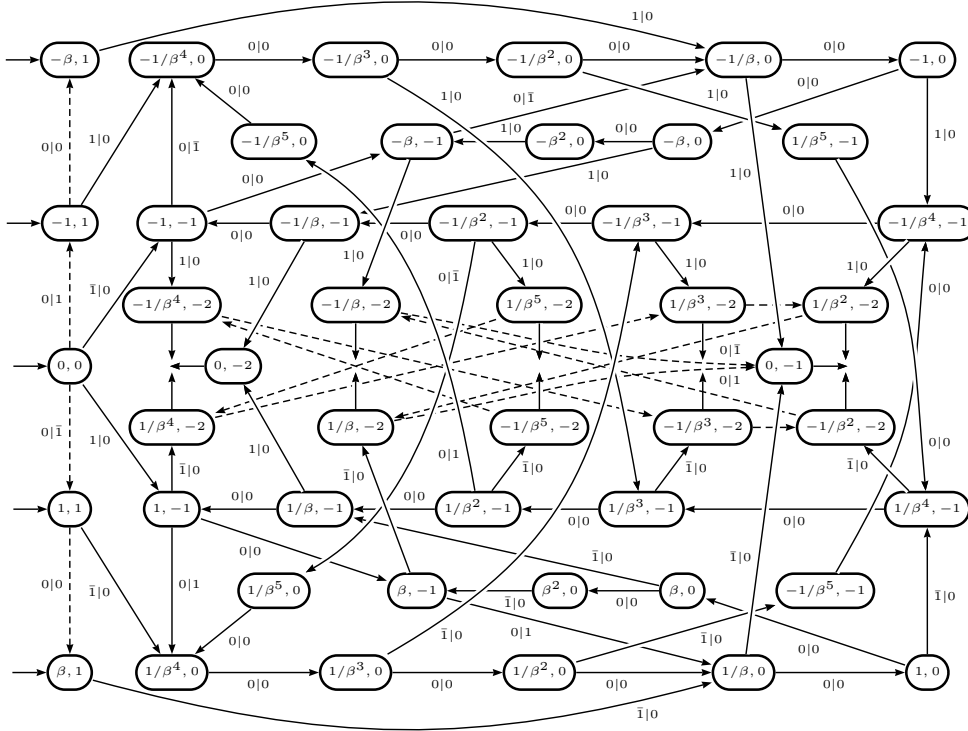 1|0
−β, 1 −1/β⁴, 0 0|0 −1/β³, 0 0|0 −1/β², 0 0|0 −1/β, 0 0|0 −1, 0
0|0 1|0 1|0 0|1̄ 0|0
0|0 1|0 0|1̄ −1/β⁵, 0 −β, −1 1|0 −β², 0 0|0 −β, 0 1/β⁵, −1 1|0
0|0 1|0 1|0
−1, 1 −1, −1 0|0 −1/β, −1 0|0 −1/β², −1 0|0 −1/β³, −1 0|0 −1/β⁴, −1
1|0 1|0 1|0 0|1̄ 1|0 1|0 1|0 0|0
0|1 1̄|0 −1/β⁴, −2 −1/β, −2 1/β⁵, −2 1/β³, −2 1/β², −2
0|1̄
0, 0 0, −2 0, −1
0|1
0|1̄ 1|0 1/β⁴, −2 1/β, −2 −1/β⁵, −2 −1/β³, −2 −1/β², −2
1̄|0 1|0 1̄|0 0|1 1̄|0 1̄|0 1̄|0 0|0
1, 1 1, −1 0|0 1/β, −1 0|0 1/β², −1 0|0 1/β³, −1 0|0 1/β⁴, −1
0|0 1̄|0 1̄|0
0|0 1̄|0 0|1 1/β⁵, 0 β, −1 1̄|0 β², 0 0|0 β, 0 −1/β⁵, −1 1̄|0
0|0 1̄|0 0|1 1̄|0 0|0
β, 1 1/β⁴, 0 0|0 1/β³, 0 0|0 1/β², 0 0|0 1/β, 0 0|0 1, 0
1̄|0